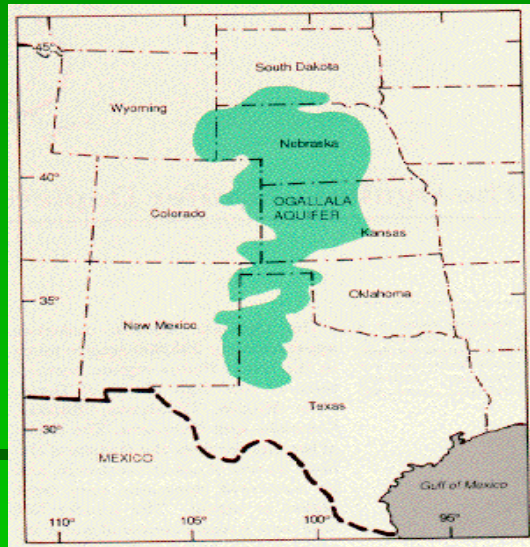 45°
South Dakota
Wyoming
Nebraska
40°
OGALLALA
AQUIFER
Colorado
Kansas
35°
Oklahoma
New Mexico
Texas
30°
MEXICO
Gulf of Mexico
110°
105°
100°
95°